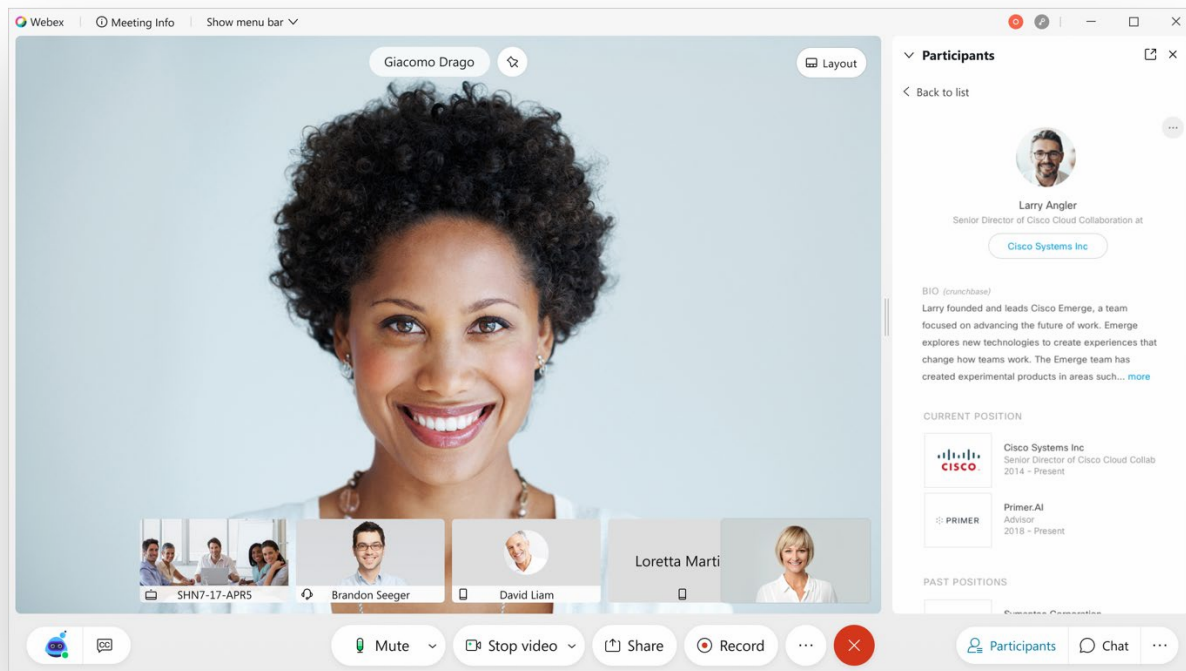 Webex
Meeting Info
Show menu bar
Giacomo Drago
Layout
SHN7-17-APR5
Brandon Seeger
David Liam
Loretta Marti
CC
Mute
Stop video
Share
Record
Participants
Back to list
Larry Angler
Senior Director of Cisco Cloud Collaboration at
Cisco Systems Inc
BIO (crunchbase)
Larry founded and leads Cisco Emerge, a team
focused on advancing the future of work. Emerge
explores new technologies to create experiences that
change how teams work. The Emerge team has
created experimental products in areas such... more
CURRENT POSITION
CISCO
Cisco Systems Inc
Senior Director of Cisco Cloud Collab
2014 – Present
PRIMER
Primer.AI
Advisor
2018 – Present
PAST POSITIONS
Symantec Corporation
Participants
Chat